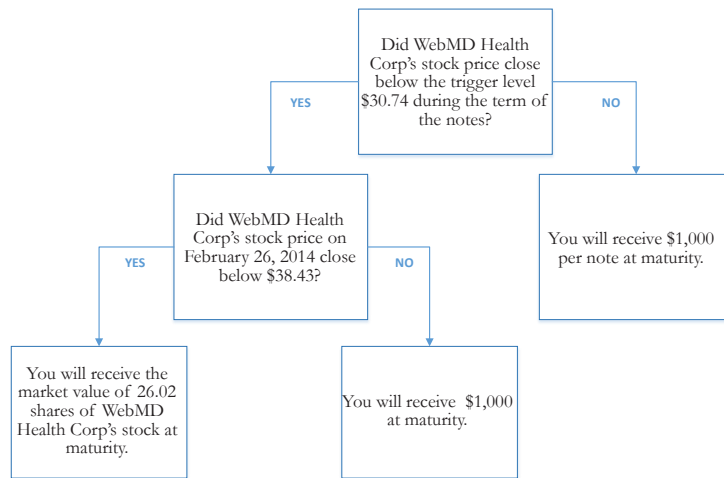 Did WebMD Health
Corp's stock price close
below the trigger level
$30.74 during the term of
the notes?
YES
NO
Did WebMD Health
Corp's stock price on
February 26, 2014 close
below $38.43?
You will receive $1,000
per note at maturity.
YES
NO
You will receive the
market value of 26.02
shares of WebMD
Health Corp's stock at
maturity.
You will receive $1,000
at maturity.